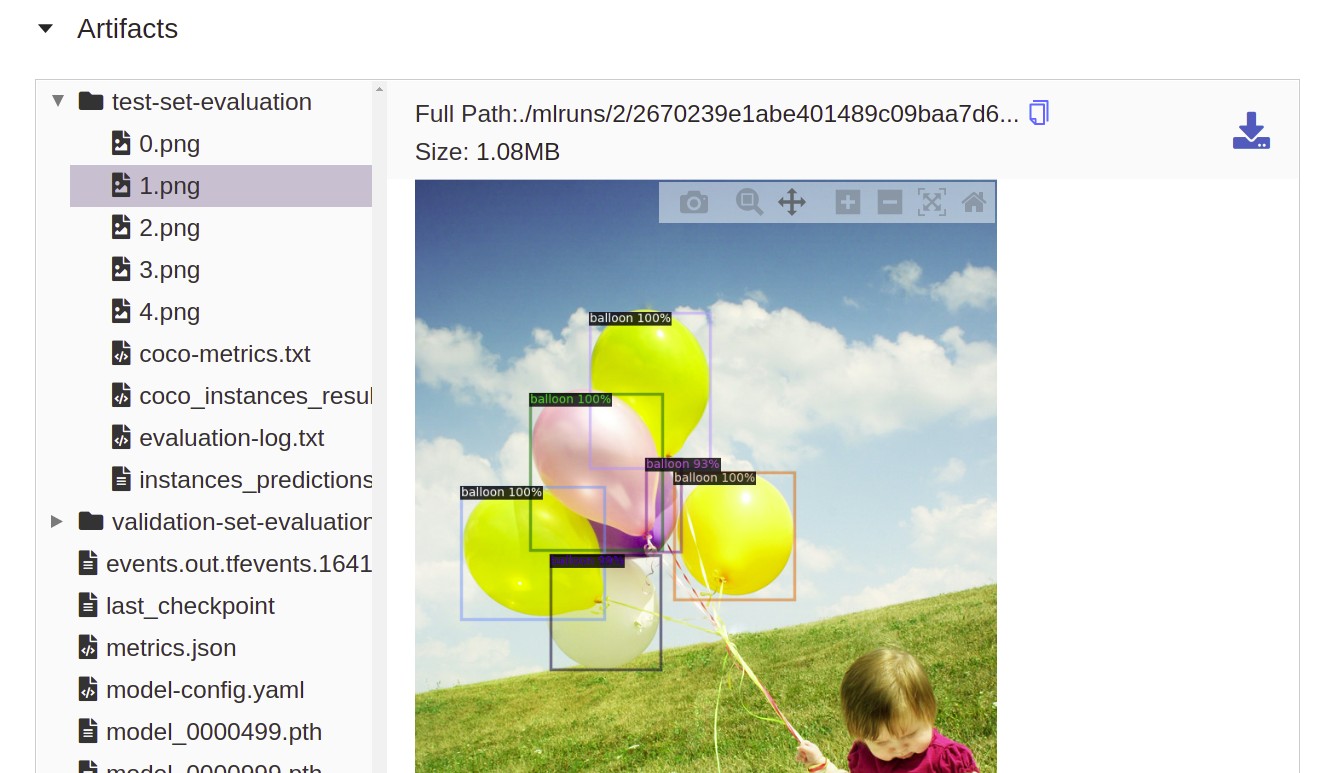 Artifacts
test-set-evaluation
0.png
1.png
2.png
3.png
4.png
coco-metrics.txt
coco_instances_resul
evaluation-log.txt
instances_predictions
validation-set-evaluation
events.out.tfevents.1641
last_checkpoint
metrics.json
model-config.yaml
model_0000499.pth
model_0000999.pth
Full Path:./mlruns/2/2670239e1abe401489c09baa7d6...
Size: 1.08MB
balloon 100%
balloon 100%
balloon 93%
balloon 100%
balloon 100%